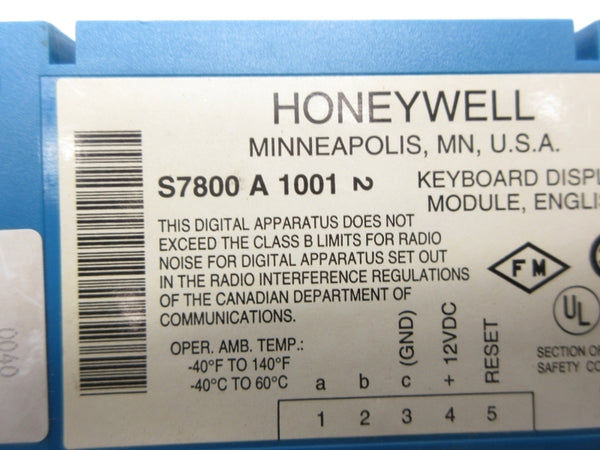 HONEYWELL
MINNEAPOLIS, MN, U.S.A.
S7800 A 1001 2
KEYBOARD DISPL
MODULE, ENGLIS
THIS DIGITAL APPARATUS DOES NOT
EXCEED THE CLASS B LIMITS FOR RADIO
NOISE FOR DIGITAL APPARATUS SET OUT
IN THE RADIO INTERFERENCE REGULATIONS
OF THE CANADIAN DEPARTMENT OF
COMMUNICATIONS.
FM
UL
SECTION OF
SAFETY CO
OPER. AMB. TEMP.:
-40°F TO 140°F
-40°C TO 60°C
a b c (GND) + 12VDC RESET
1 2 3 4 5
0040